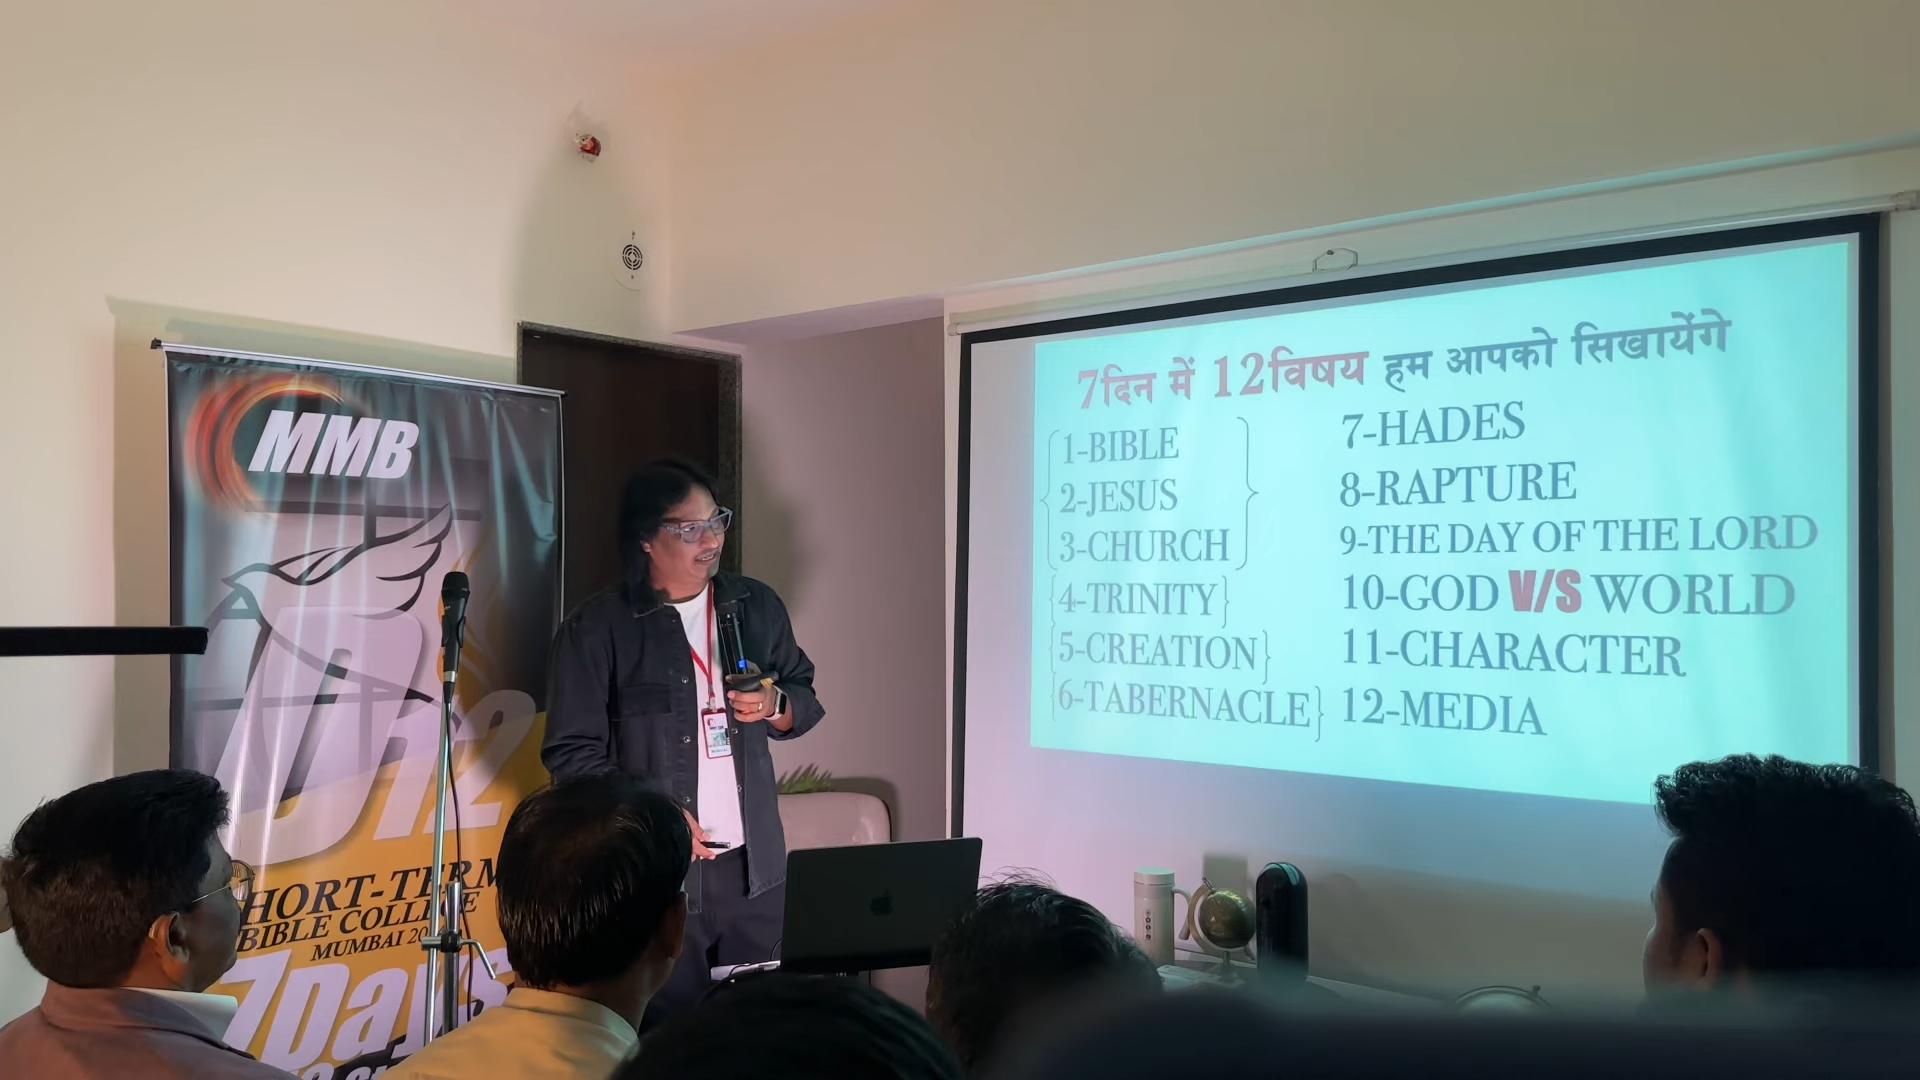 MMB
D12
SHORT-TERM
BIBLE COLLEGE
MUMBAI
7Days
7दिन में 12विषय हम आपको सिखायेंगे
1-BIBLE
2-JESUS
3-CHURCH
4-TRINITY
5-CREATION
6-TABERNACLE
7-HADES
8-RAPTURE
9-THE DAY OF THE LORD
10-GOD V/S WORLD
11-CHARACTER
12-MEDIA